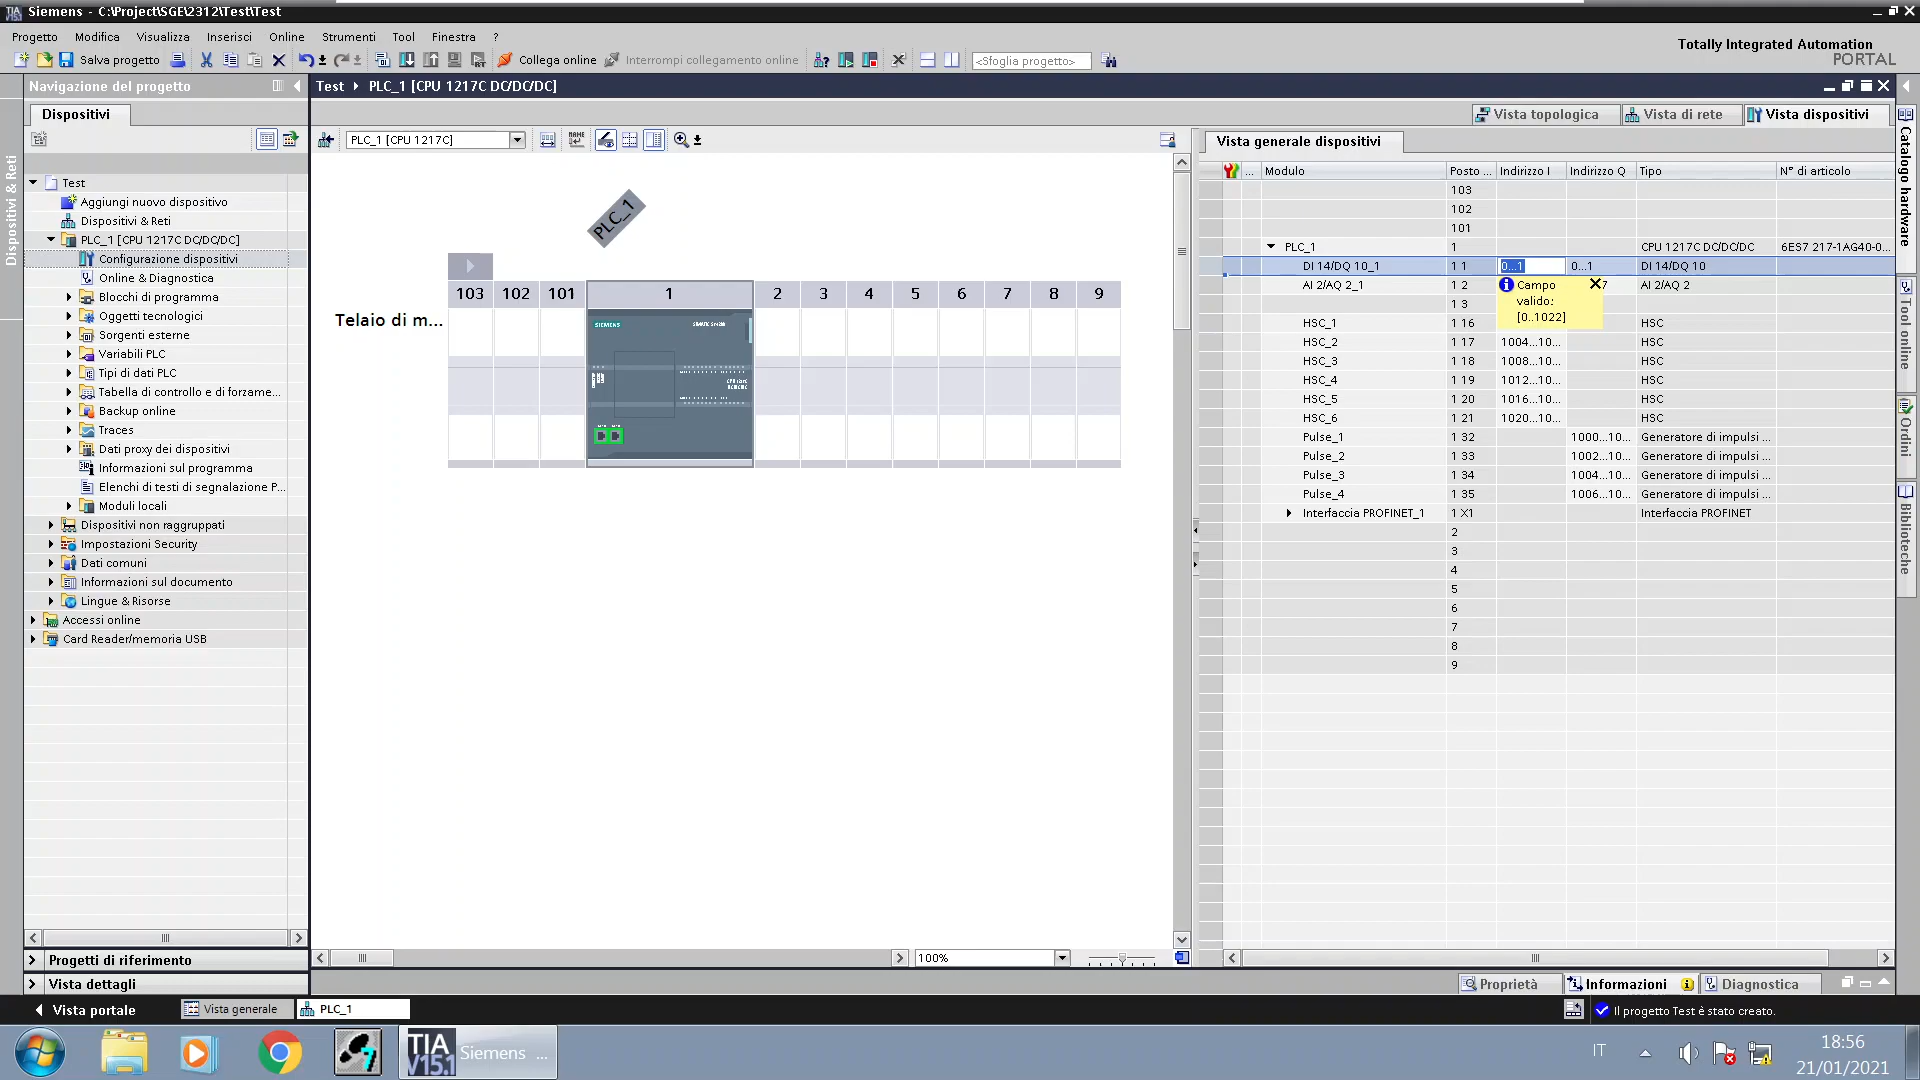 Siemens - C:\Project\SGE\2312\Test\Test
Progetto Modifica Visualizza Inserisci Online Strumenti Tool Finestra ?
Salva progetto Collega online Interrompi collegamento online <Sfoglia progetto>
Totally Integrated Automation
PORTAL
Navigazione del progetto
Test PLC_1 [CPU 1217C DC/DC/DC]
Dispositivi
Vista topologica Vista di rete Vista dispositivi
PLC_1 [CPU 1217C]
100%
Vista generale dispositivi
Dispositivi & Reti
Test
Aggiungi nuovo dispositivo
Dispositivi & Reti
PLC_1 [CPU 1217C DC/DC/DC]
Configurazione dispositivi
Online & Diagnostica
Blocchi di programma
Oggetti tecnologici
Sorgenti esterne
Variabili PLC
Tipi di dati PLC
Tabella di controllo e di forzame...
Backup online
Traces
Dati proxy dei dispositivi
Informazioni sul programma
Elenchi di testi di segnalazione P...
Moduli locali
Dispositivi non raggruppati
Impostazioni Security
Dati comuni
Informazioni sul documento
Lingue & Risorse
Accessi online
Card Reader/memoria USB
Progetti di riferimento
Vista dettagli
PLC_1
103 102 101 1 2 3 4 5 6 7 8 9
Telaio di m...
SIEMENS
... Modulo Posto ... Indirizzo I Indirizzo Q Tipo N° di articolo
103
102
101
PLC_1 1 CPU 1217C DC/DC/DC 6ES7 217-1AG40-0...
DI 14/DQ 10_1 1 1 0...1 0...1 DI 14/DQ 10
AI 2/AQ 2_1 1 2 7 AI 2/AQ 2
Campo
valido:
[0..1022]
1 3
HSC_1 1 16 HSC
HSC_2 1 17 1004...10... HSC
HSC_3 1 18 1008...10... HSC
HSC_4 1 19 1012...10... HSC
HSC_5 1 20 1016...10... HSC
HSC_6 1 21 1020...10... HSC
Pulse_1 1 32 1000...10... Generatore di impulsi ...
Pulse_2 1 33 1002...10... Generatore di impulsi ...
Pulse_3 1 34 1004...10... Generatore di impulsi ...
Pulse_4 1 35 1006...10... Generatore di impulsi ...
Interfaccia PROFINET_1 1 X1 Interfaccia PROFINET
2
3
4
5
6
7
8
9
Catalogo hardware
Tool online
Ordini
Biblioteche
Proprietà Informazioni Diagnostica
Vista portale Vista generale PLC_1
Il progetto Test è stato creato.
TIA
V15.1
Siemens ...
IT
18:56
21/01/2021